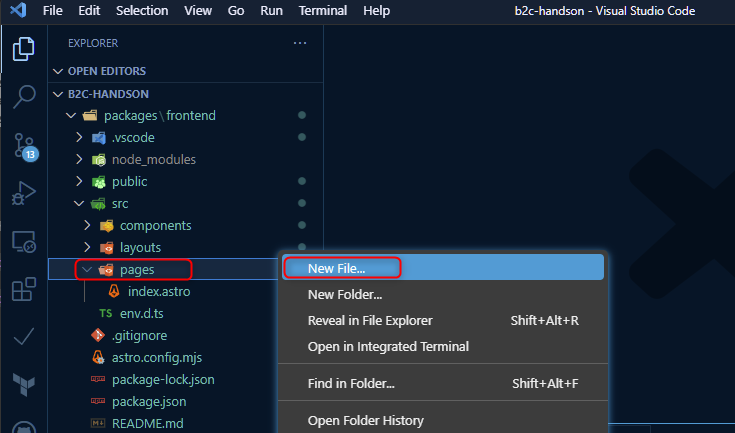 File Edit Selection View Go Run Terminal Help b2c-handson - Visual Studio Code
EXPLORER ...
OPEN EDITORS
B2C-HANDSON
packages\frontend
.vscode
node_modules
public
src
components
layouts
pages
index.astro
env.d.ts
.gitignore
astro.config.mjs
package-lock.json
package.json
README.md
13
New File...
New Folder...
Reveal in File Explorer Shift+Alt+R
Open in Integrated Terminal
Find in Folder... Shift+Alt+F
Open Folder History